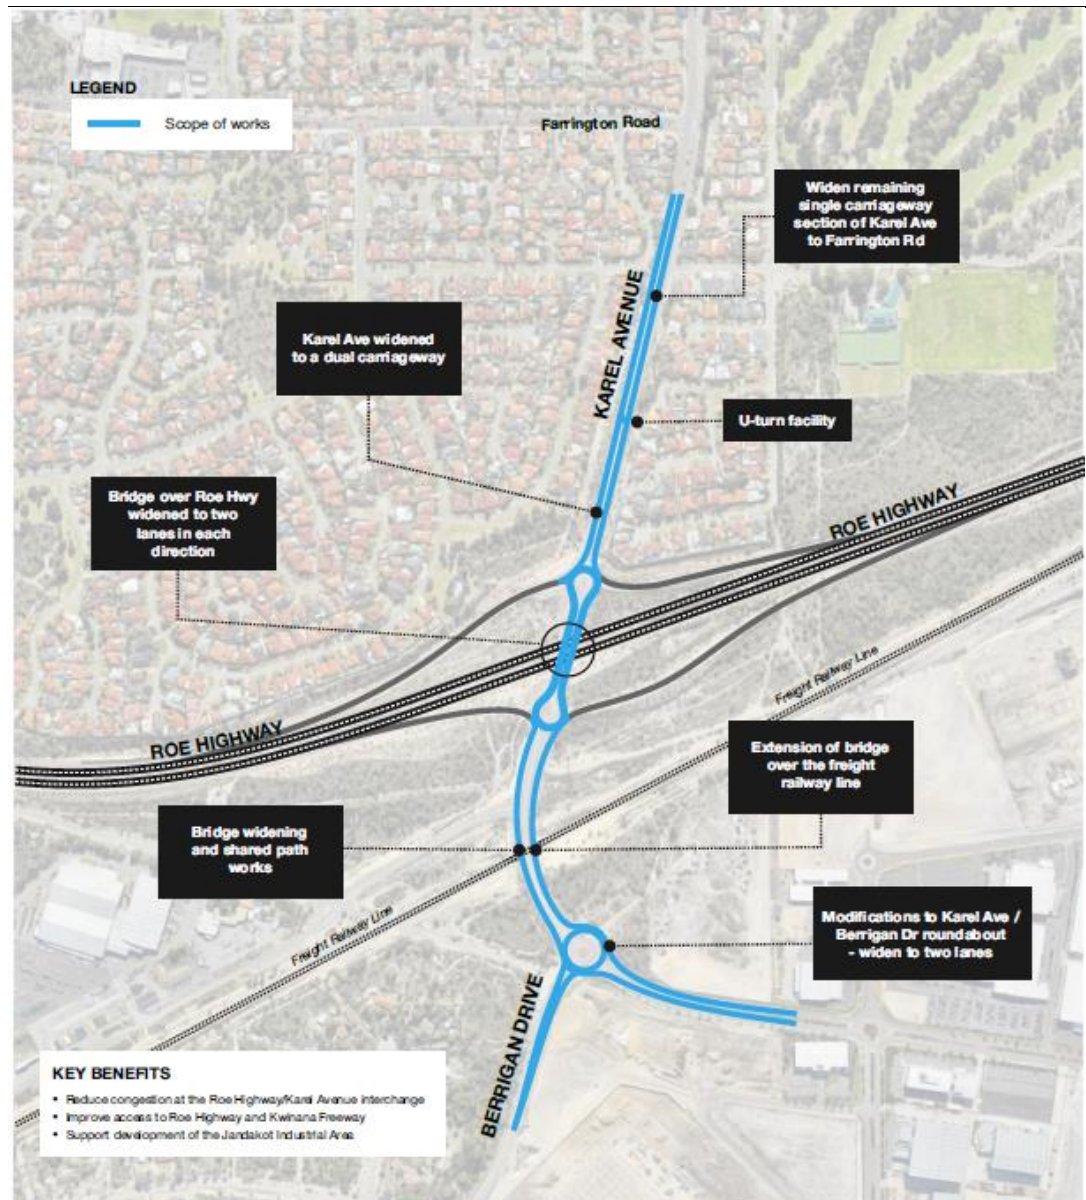 LEGEND
Scope of works
Farrington Road
Widen remaining
single carriageway
section of Karel Ave
to Farrington Rd
KAREL AVENUE
Karel Ave widened
to a dual carriageway
U-turn facility
Bridge over Roe Hwy
widened to two
lanes in each
direction
ROE HIGHWAY
Freight Railway Line
ROE HIGHWAY
Extension of bridge
over the freight
railway line
Bridge widening
and shared path
works
Freight Railway Line
Modifications to Karel Ave /
Berrigan Dr roundabout
- widen to two lanes
BERRIGAN DRIVE
KEY BENEFITS
• Reduce congestion at the Roe Highway/Karel Avenue interchange
• Improve access to Roe Highway and Kwinana Freeway
• Support development of the Jandakot Industrial Area